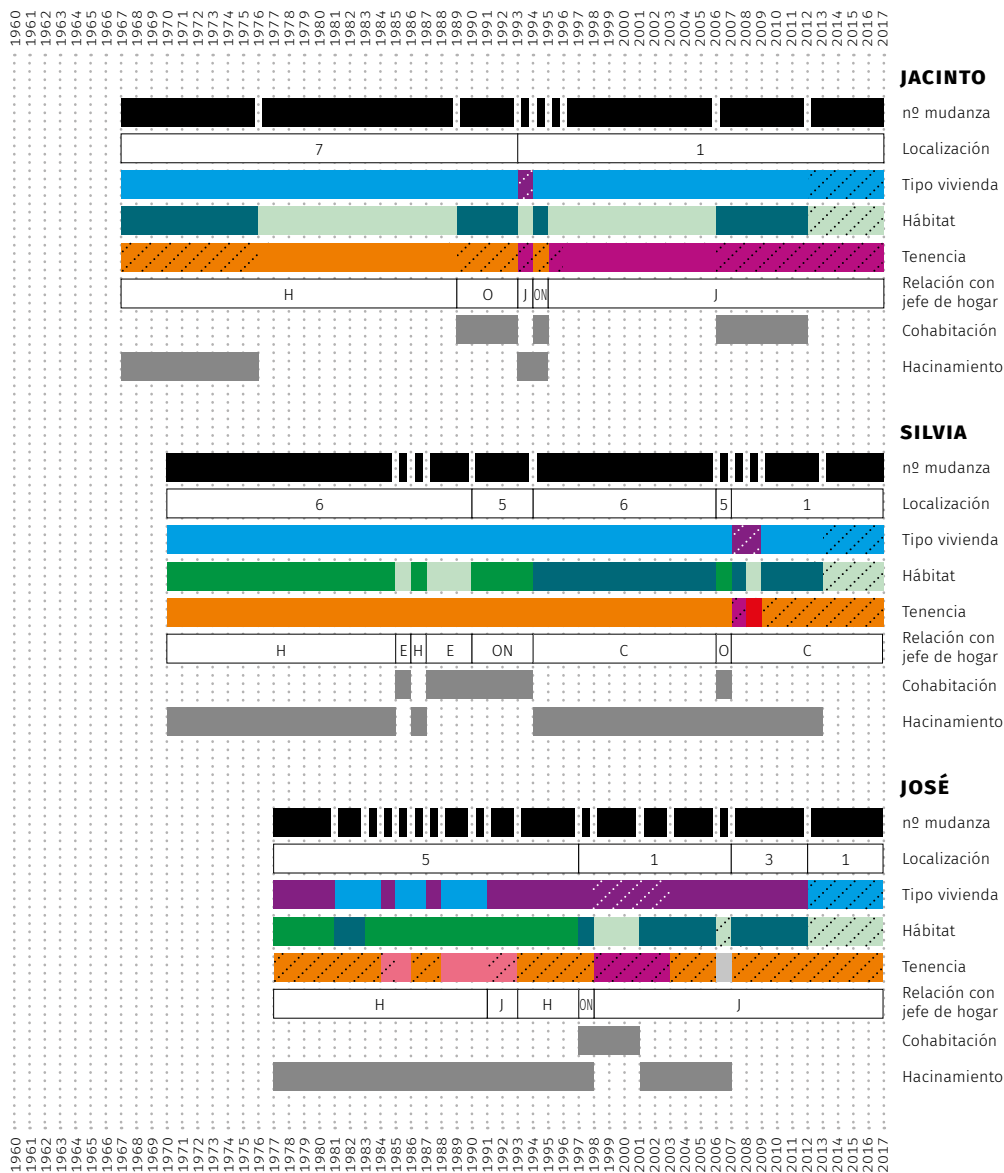 1960 1961 1962 1963 1964 1965 1966 1967 1968 1969 1970 1971 1972 1973 1974 1975 1976 1977 1978 1979 1980 1981 1982 1983 1984 1985 1986 1987 1988 1989 1990 1991 1992 1993 1994 1995 1996 1997 1998 1999 2000 2001 2002 2003 2004 2005 2006 2007 2008 2009 2010 2011 2012 2013 2014 2015 2016 2017
JACINTO
nº mudanza
7 1 Localización
Tipo vivienda
Hábitat
Tenencia
H O J ON J Relación con
jefe de hogar
Cohabitación
Hacinamiento
SILVIA
nº mudanza
6 5 6 5 1 Localización
Tipo vivienda
Hábitat
Tenencia
H E H E ON C O C Relación con
jefe de hogar
Cohabitación
Hacinamiento
JOSÉ
nº mudanza
5 1 3 1 Localización
Tipo vivienda
Hábitat
Tenencia
H J H ON J Relación con
jefe de hogar
Cohabitación
Hacinamiento
1960 1961 1962 1963 1964 1965 1966 1967 1968 1969 1970 1971 1972 1973 1974 1975 1976 1977 1978 1979 1980 1981 1982 1983 1984 1985 1986 1987 1988 1989 1990 1991 1992 1993 1994 1995 1996 1997 1998 1999 2000 2001 2002 2003 2004 2005 2006 2007 2008 2009 2010 2011 2012 2013 2014 2015 2016 2017